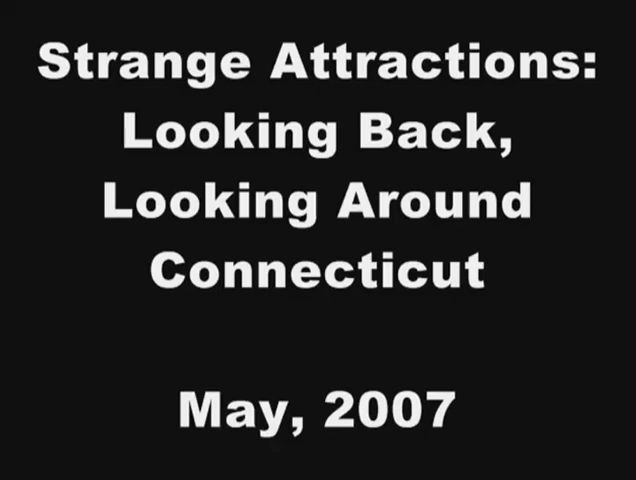 Strange Attractions:
Looking Back,
Looking Around
Connecticut
May, 2007